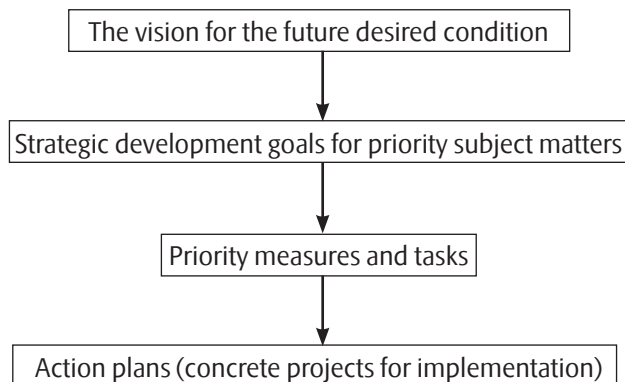 The vision for the future desired condition
Strategic development goals for priority subject matters
Priority measures and tasks
Action plans (concrete projects for implementation)